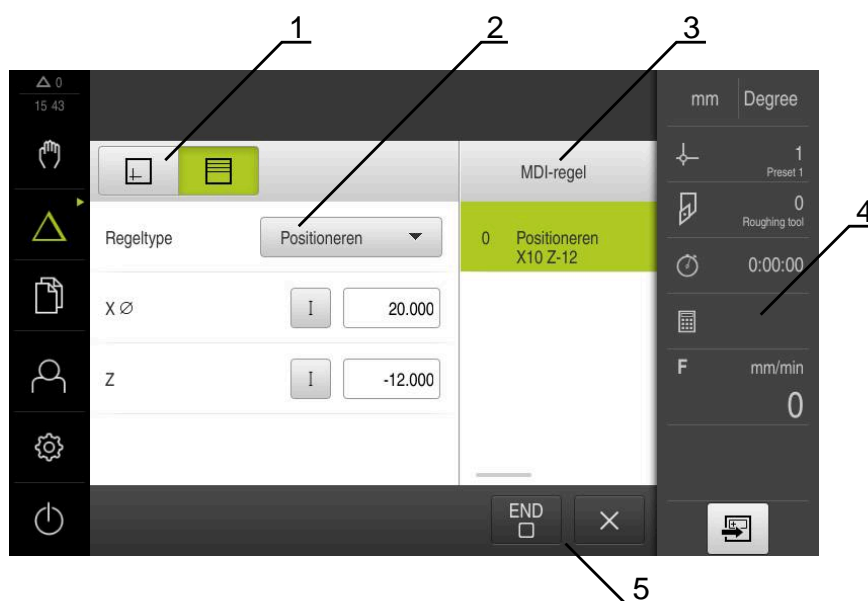 1
2
3
0
15 43
mm Degree
1
Preset 1
MDI-regel
0
Roughing tool
4
Regeltype
Positioneren
0 Positioneren
X10 Z-12
0:00:00
X ∅
I
20.000
Z
I
-12.000
F mm/min
0
END
5